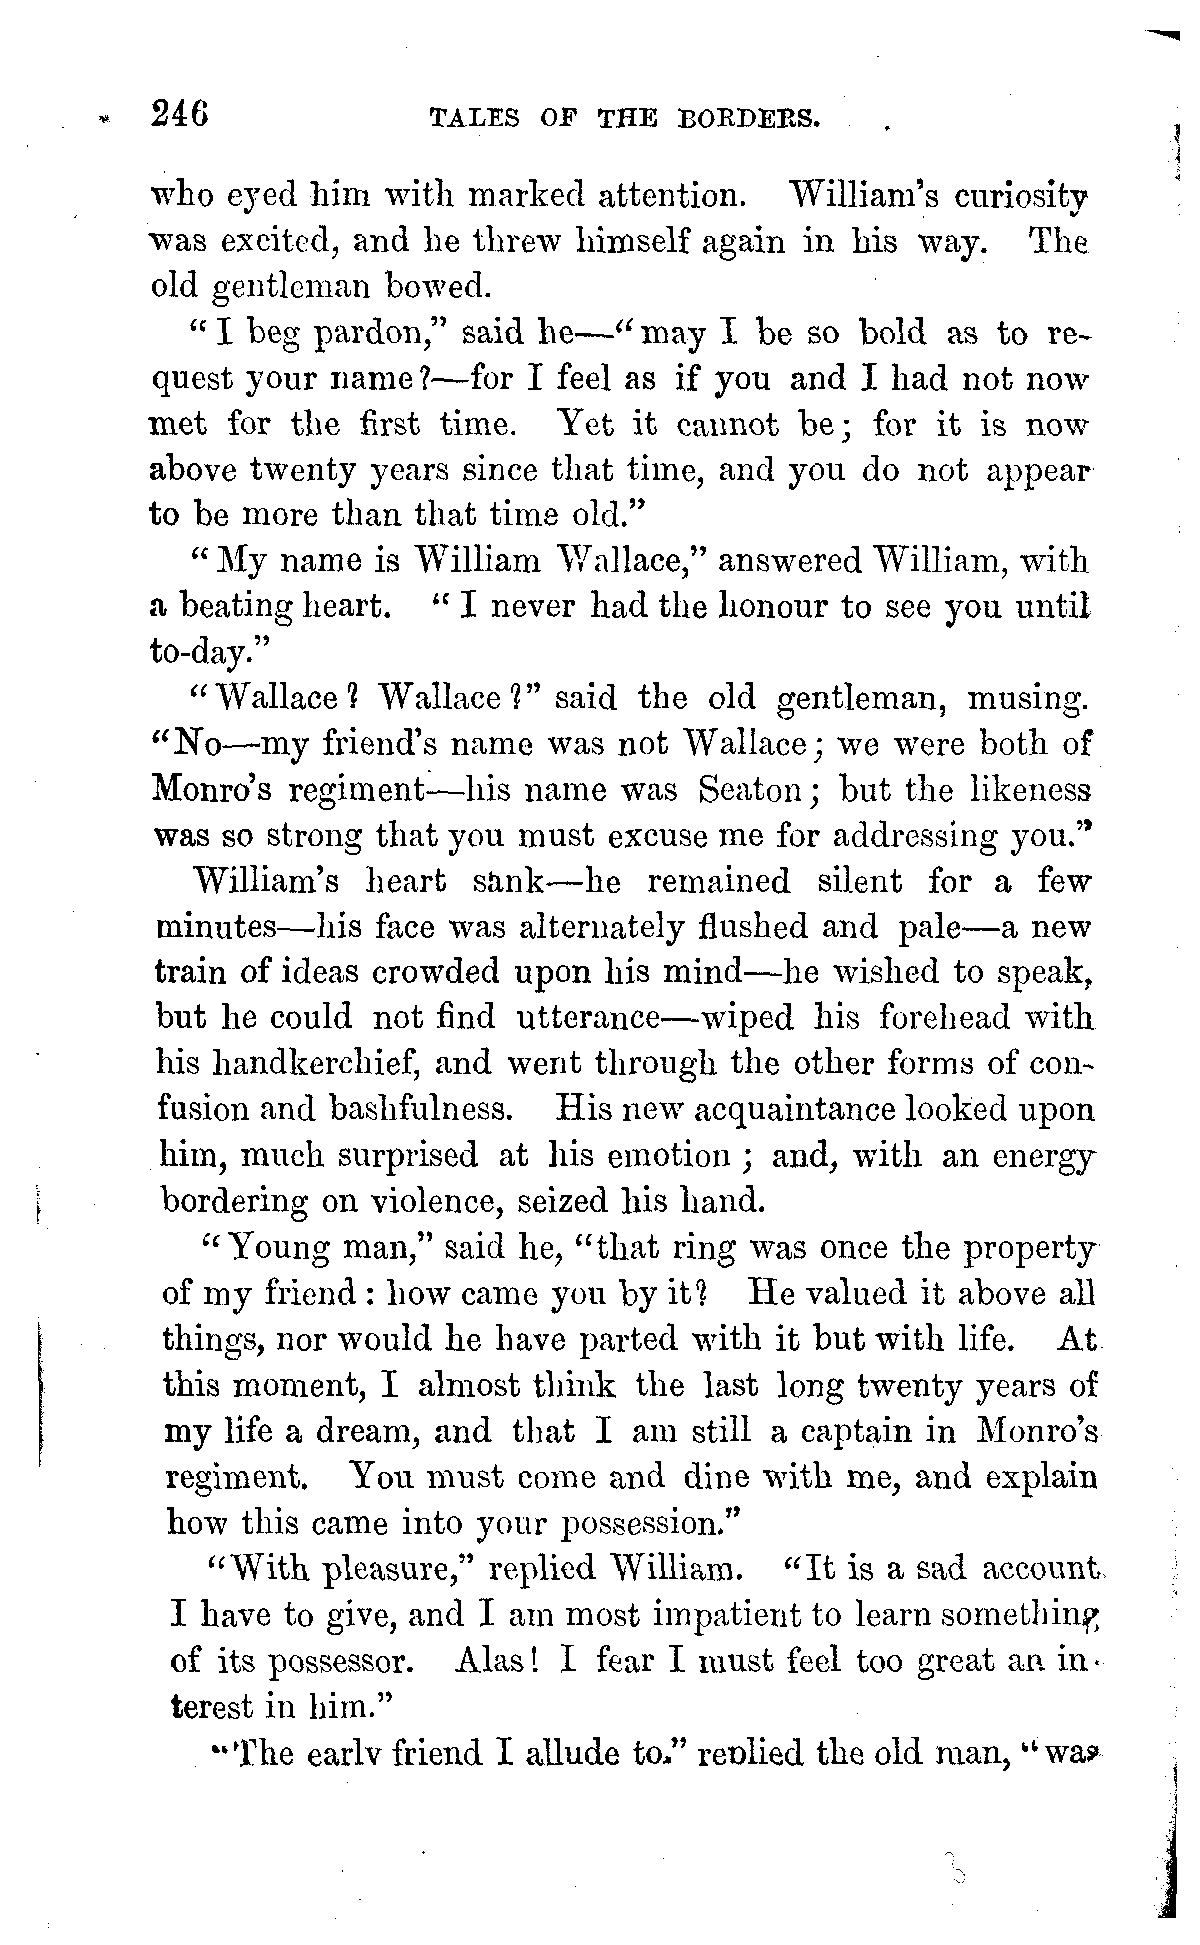 246 TALES OF THE BORDERS.
who eyed him with marked attention. William's curiosity
was excited, and he threw himself again in his way. The
old gentleman bowed.
"I beg pardon," said he—"may I be so bold as to re-
quest your name?—for I feel as if you and I had not now
met for the first time. Yet it cannot be; for it is now
above twenty years since that time, and you do not appear
to be more than that time old."
"My name is William Wallace," answered William, with
a beating heart. "I never had the honour to see you until
to-day."
"Wallace? Wallace?" said the old gentleman, musing.
"No—my friend's name was not Wallace; we were both of
Monro's regiment—his name was Seaton; but the likeness
was so strong that you must excuse me for addressing you."
William's heart sank—he remained silent for a few
minutes—his face was alternately flushed and pale—a new
train of ideas crowded upon his mind—he wished to speak,
but he could not find utterance—wiped his forehead with
his handkerchief, and went through the other forms of con-
fusion and bashfulness. His new acquaintance looked upon
him, much surprised at his emotion; and, with an energy
bordering on violence, seized his hand.
"Young man," said he, "that ring was once the property
of my friend: how came you by it? He valued it above all
things, nor would he have parted with it but with life. At
this moment, I almost think the last long twenty years of
my life a dream, and that I am still a captain in Monro's
regiment. You must come and dine with me, and explain
how this came into your possession."
"With pleasure," replied William. "It is a sad account
I have to give, and I am most impatient to learn something
of its possessor. Alas! I fear I must feel too great an in-
terest in him."
"The early friend I allude to," replied the old man, "was